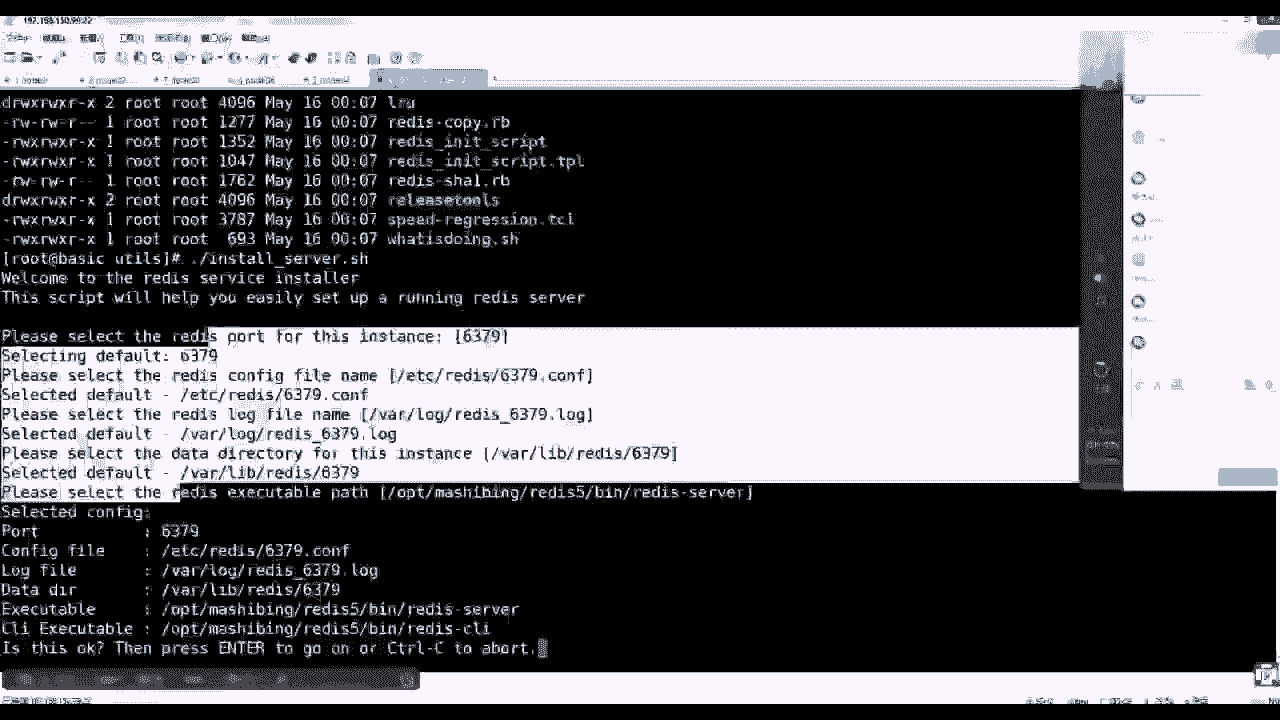 drwxrwxr-x 2 root root 4096 May 16 00:07 lru
-rw-rw-r-- 1 root root 1277 May 16 00:07 redis-copy.rb
-rwxrwxr-x 1 root root 1352 May 16 00:07 redis_init_script
-rwxrwxr-x 1 root root 1047 May 16 00:07 redis_init_script.tpl
-rw-rw-r-- 1 root root 1762 May 16 00:07 redis-sha1.rb
drwxrwxr-x 2 root root 4096 May 16 00:07 releasetools
-rwxrwxr-x 1 root root 3787 May 16 00:07 speed-regression.tcl
-rwxrwxr-x 1 root root  693 May 16 00:07 whatisdoing.sh
[root@basic utils]# ./install_server.sh
Welcome to the redis service installer
This script will help you easily set up a running redis server
Please select the redis port for this instance: [6379]
Selecting default: 6379
Please select the redis config file name [/etc/redis/6379.conf]
Selected default - /etc/redis/6379.conf
Please select the redis log file name [/var/log/redis_6379.log]
Selected default - /var/log/redis_6379.log
Please select the data directory for this instance [/var/lib/redis/6379]
Selected default - /var/lib/redis/6379
Please select the redis executable path [/opt/mashibing/redis5/bin/redis-server]
Selected config:
Port           : 6379
Config file    : /etc/redis/6379.conf
Log file       : /var/log/redis_6379.log
Data dir       : /var/lib/redis/6379
Executable     : /opt/mashibing/redis5/bin/redis-server
Cli Executable : /opt/mashibing/redis5/bin/redis-cli
Is this ok? Then press ENTER to go on or Ctrl-C to abort.